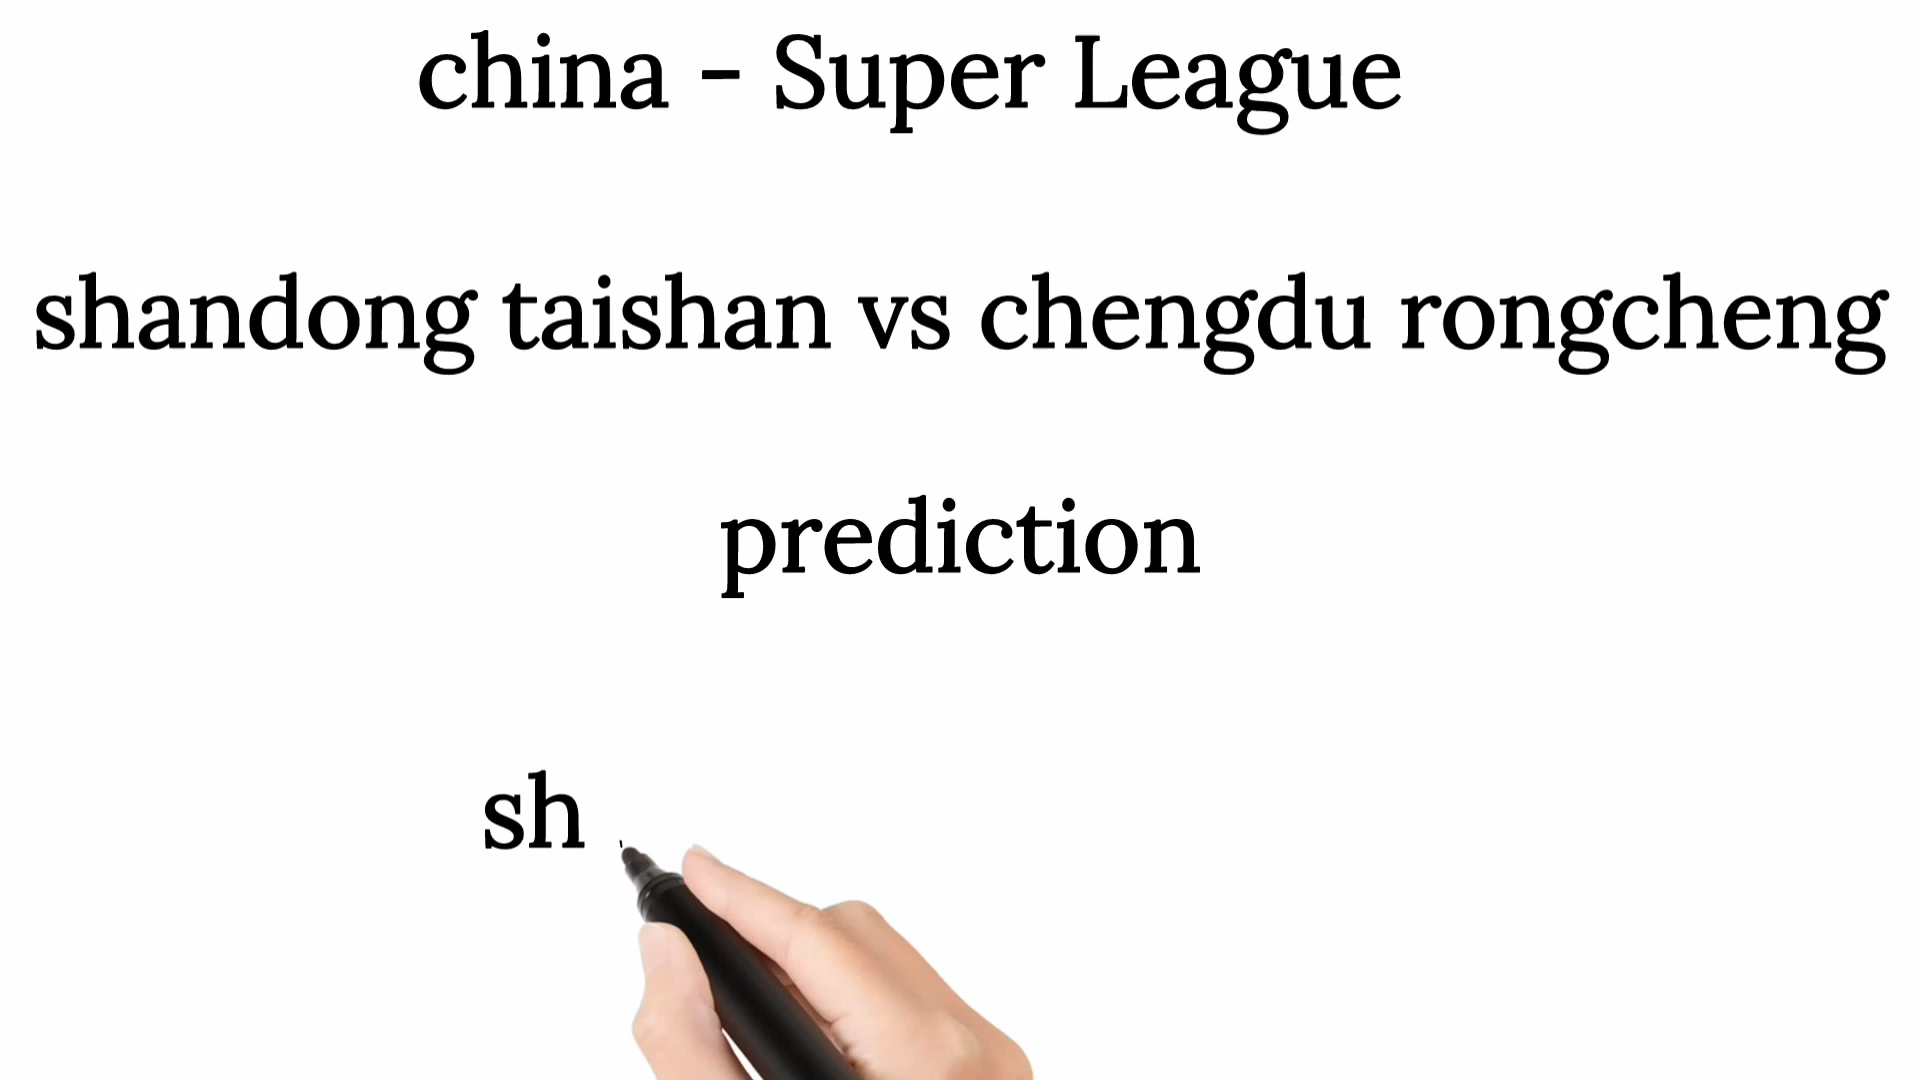 china - Super League
shandong taishan vs chengdu rongcheng
prediction
sh